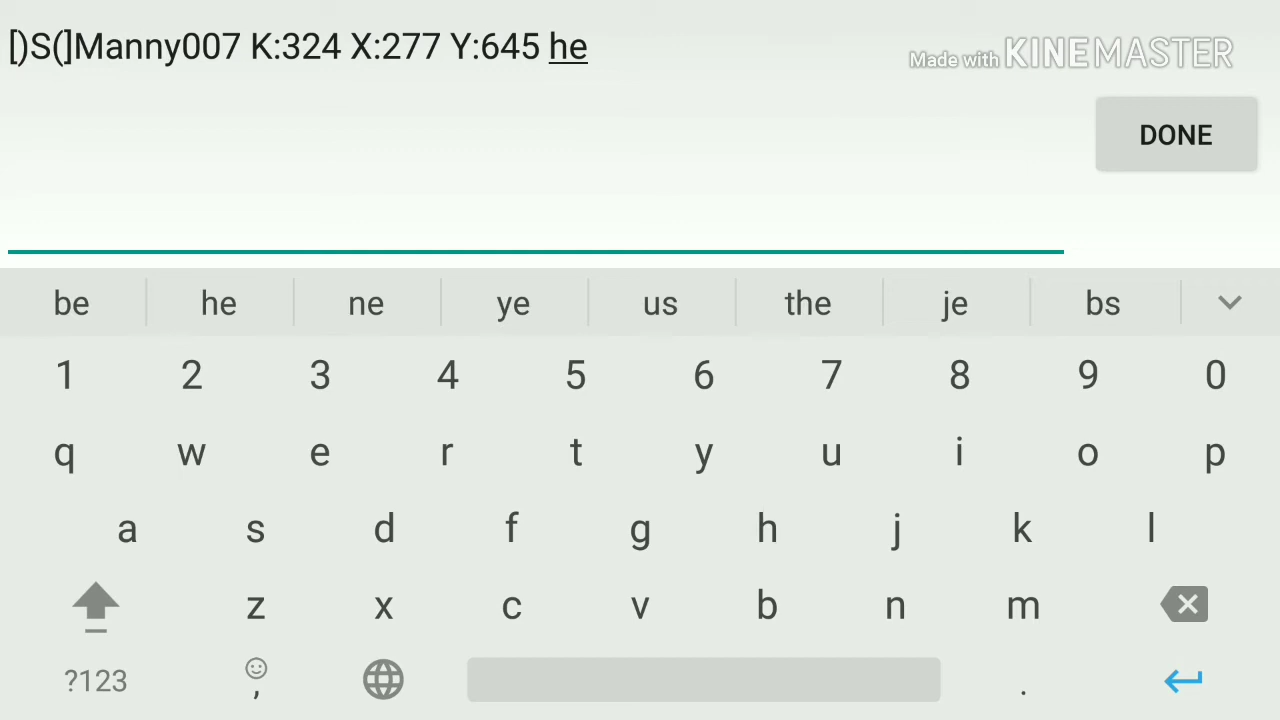 [)S(]Manny007 K:324 X:277 Y:645 he
Made with KINEMASTER
DONE
be he ne ye us the je bs
1 2 3 4 5 6 7 8 9 0
q w e r t y u i o p
a s d f g h j k l
z x c v b n m
?123 , .